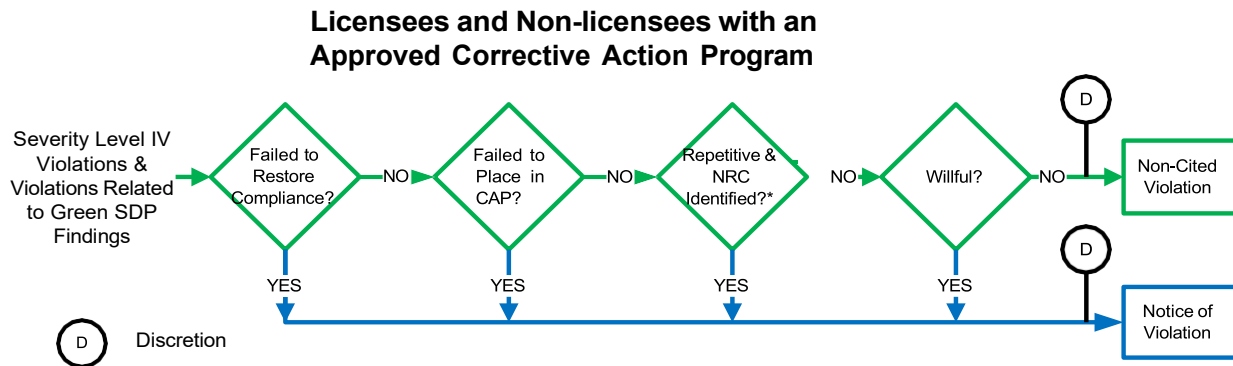 Licensees and Non-licensees with an
Approved Corrective Action Program
Severity Level IV
Violations &
Violations Related
to Green SDP
Findings
Failed to
Restore
Compliance?
NO
Failed to
Place in
CAP?
NO
Repetitive &
NRC
Identified?*
NO
Willful?
NO
D
Non-Cited
Violation
YES
YES
YES
YES
D
Notice of
Violation
D
Discretion